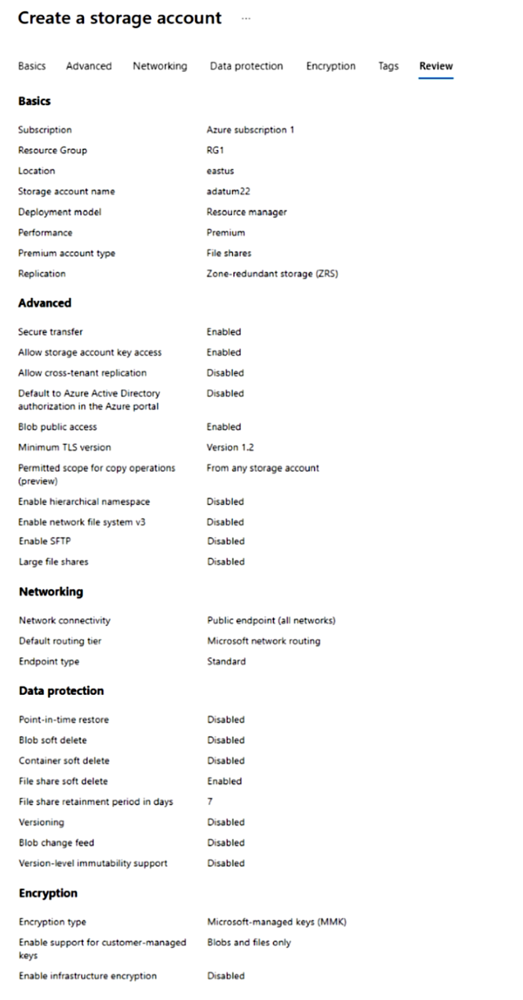 Create a storage account ...
Basics Advanced Networking Data protection Encryption Tags Review
Basics
Subscription Azure subscription 1
Resource Group RG1
Location eastus
Storage account name adatum22
Deployment model Resource manager
Performance Premium
Premium account type File shares
Replication Zone-redundant storage (ZRS)
Advanced
Secure transfer Enabled
Allow storage account key access Enabled
Allow cross-tenant replication Disabled
Default to Azure Active Directory Disabled
authorization in the Azure portal
Blob public access Enabled
Minimum TLS version Version 1.2
Permitted scope for copy operations From any storage account
(preview)
Enable hierarchical namespace Disabled
Enable network file system v3 Disabled
Enable SFTP Disabled
Large file shares Disabled
Networking
Network connectivity Public endpoint (all networks)
Default routing tier Microsoft network routing
Endpoint type Standard
Data protection
Point-in-time restore Disabled
Blob soft delete Disabled
Container soft delete Disabled
File share soft delete Enabled
File share retainment period in days 7
Versioning Disabled
Blob change feed Disabled
Version-level immutability support Disabled
Encryption
Encryption type Microsoft-managed keys (MMK)
Enable support for customer-managed Blobs and files only
keys
Enable infrastructure encryption Disabled